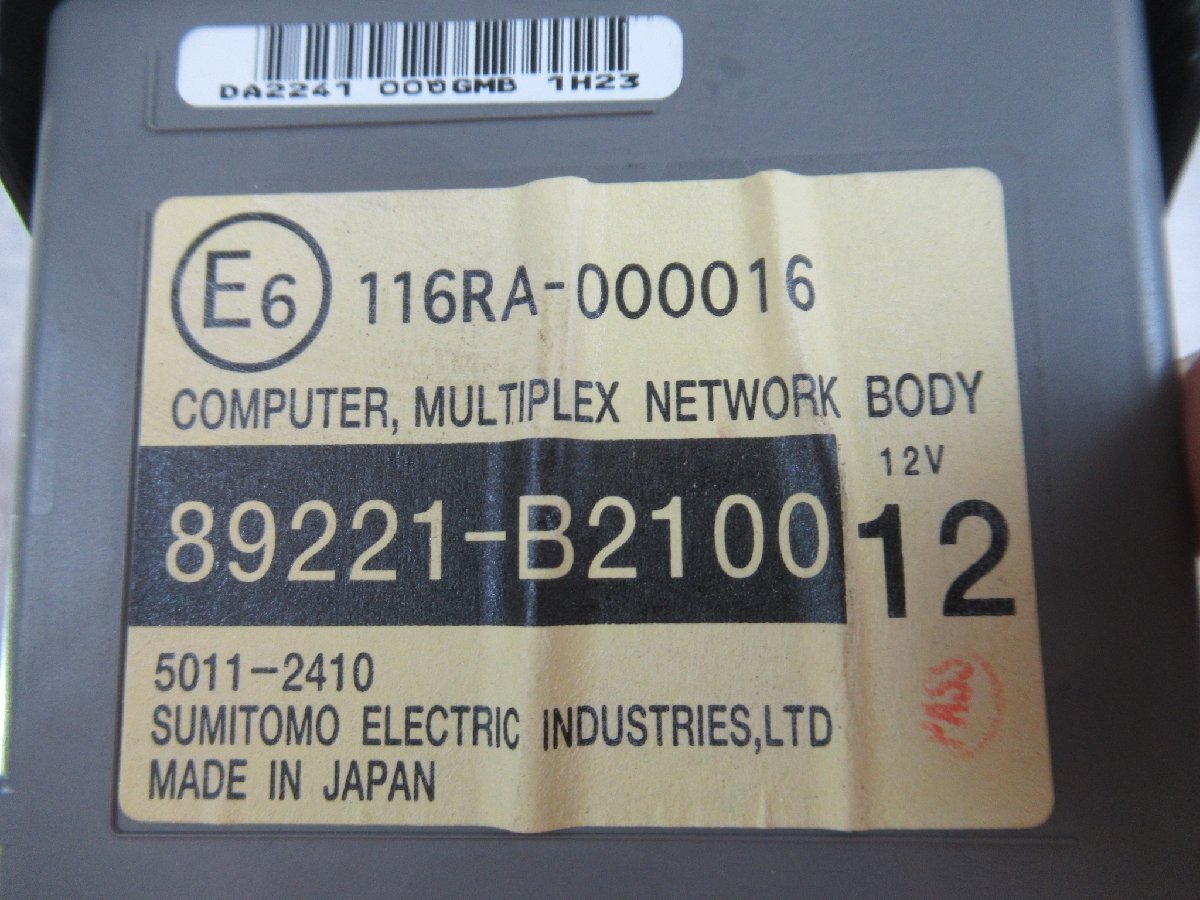 DA2241 000GMB 1H23
E6 116RA-000016
COMPUTER, MULTIPLEX NETWORK BODY
12V
89221-B2100 12
5011-2410
PASS
SUMITOMO ELECTRIC INDUSTRIES,LTD
MADE IN JAPAN